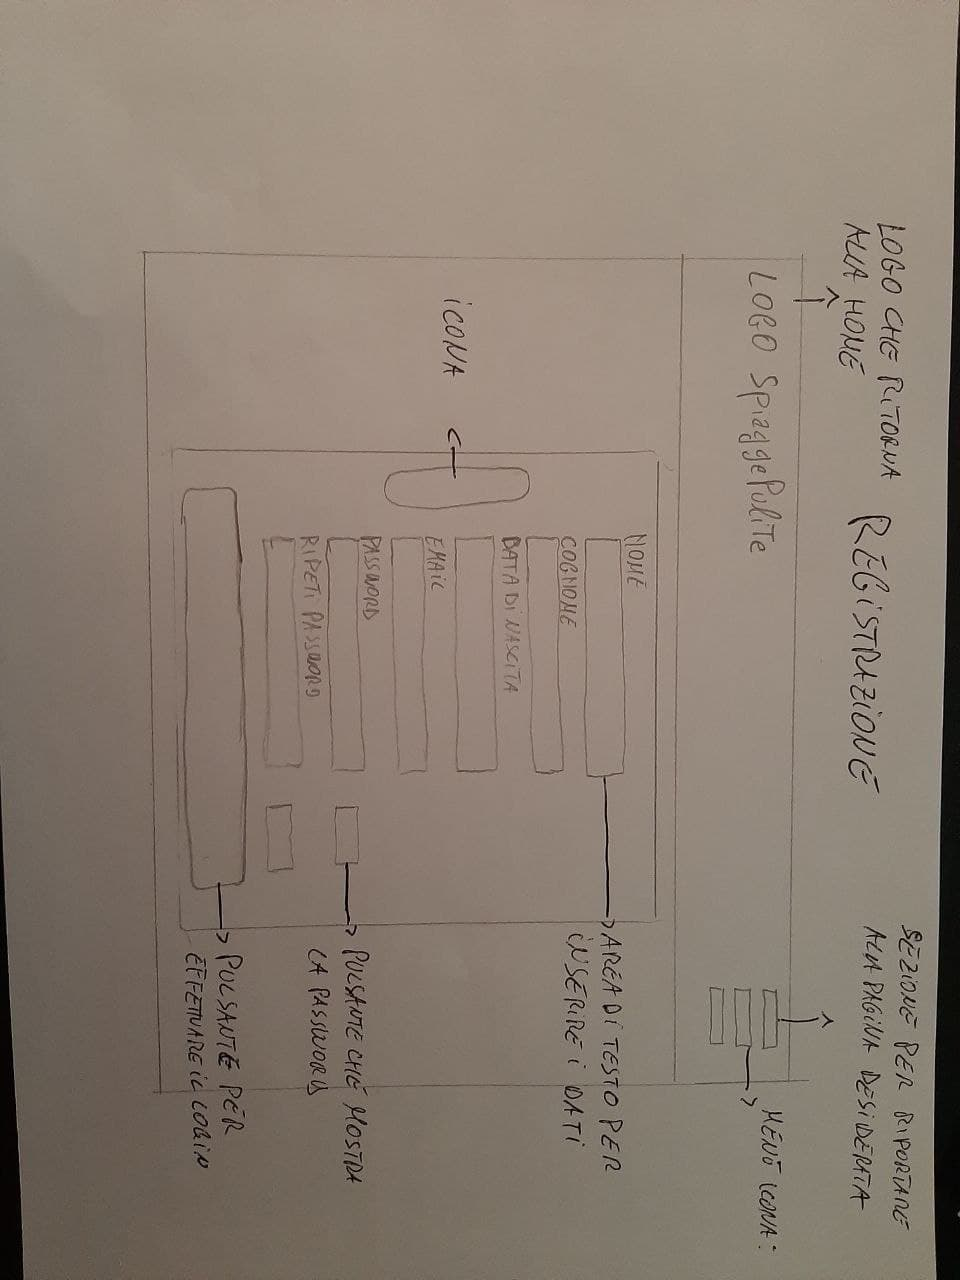 LOGO CHE RITORNA
ALLA HOME
REGISTRAZIONE
SEZIONE PER RIPORTARE
ALLA PAGINA DESIDERATA
LOGO SpiaggePuliTe
MENÙ ICONA:
NOME
COGNOME
DATA DI NASCITA
EMAIL
PASSWORD
RIPETI PASSWORD
ICONA
AREA DI TESTO PER
INSERIRE I DATI
PULSANTE CHE MOSTRA
LA PASSWORD
PULSANTE PER
EFFETTUARE IL LOGIN